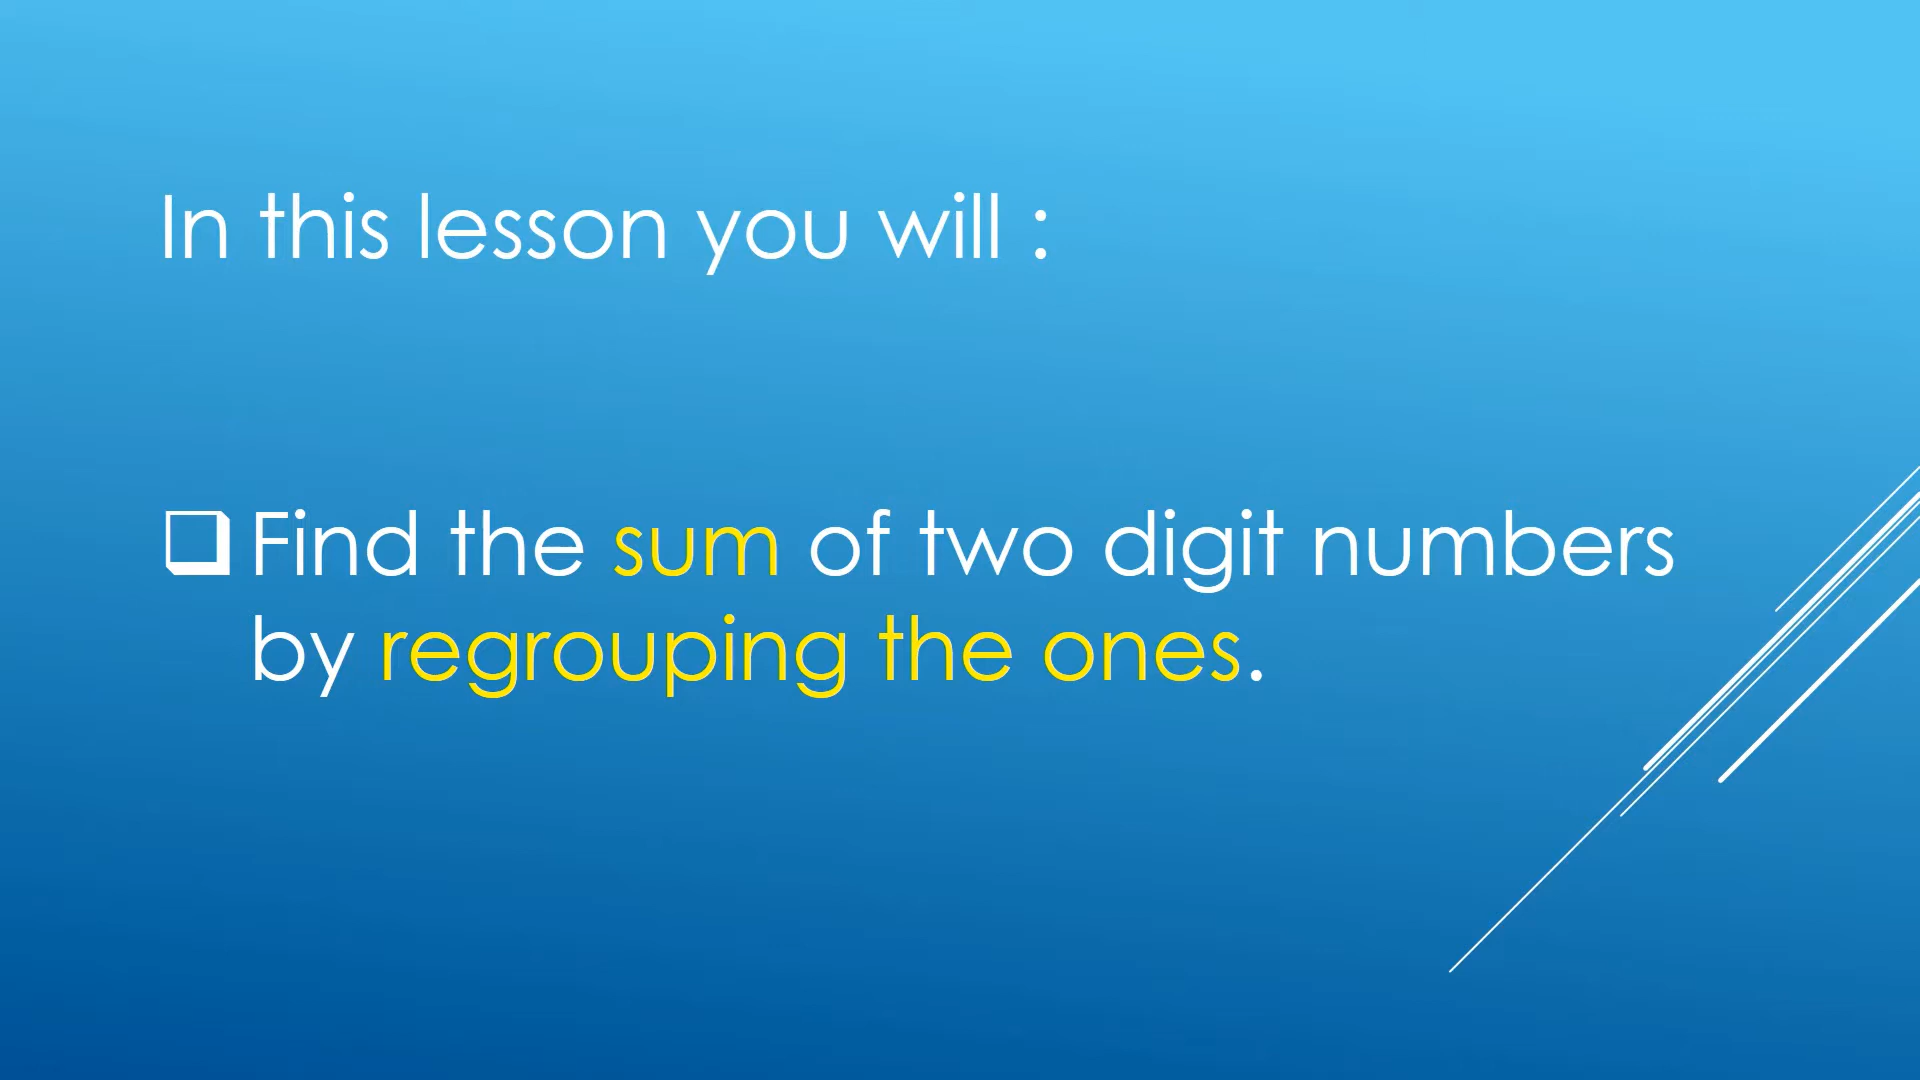 In this lesson you will :
❑ Find the sum of two digit numbers
by regrouping the ones.